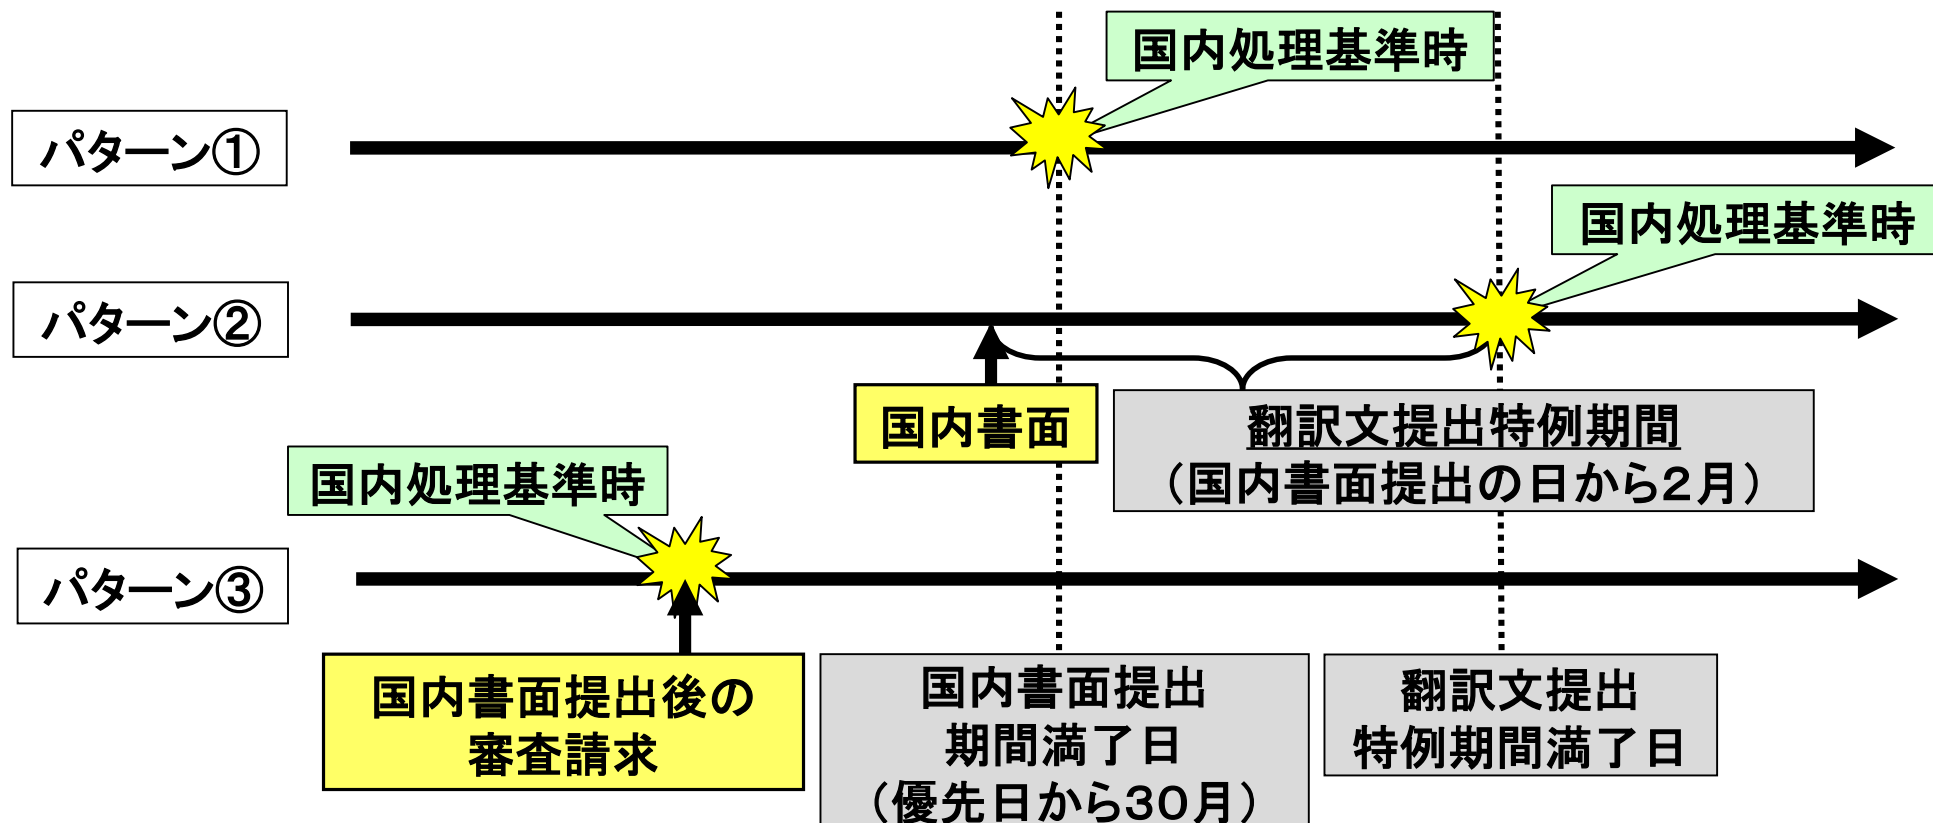 国内処理基準時
パターン①
国内処理基準時
パターン②
国内書面
翻訳文提出特例期間
（国内書面提出の日から２月）
国内処理基準時
パターン③
国内書面提出後の
審査請求
国内書面提出
期間満了日
（優先日から３０月）
翻訳文提出
特例期間満了日